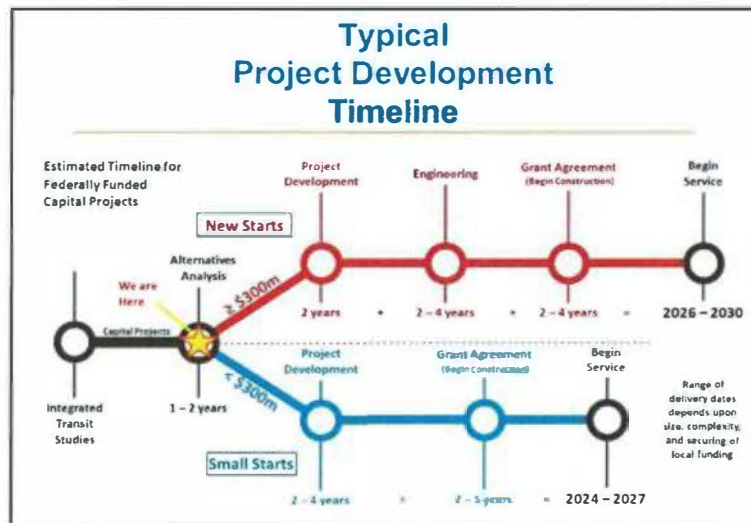 Typical
Project Development
Timeline
Estimated Timeline for
Federally Funded
Capital Projects
Project
Development
Engineering
Grant Agreement
(Begin Construction)
Begin
Service
New Starts
Alternatives
Analysis
We are
Here
≥ $300m
Capital Projects
2 years + 2 – 4 years + 2 – 4 years = 2026 – 2030
< $300m
Project
Development
Grant Agreement
(Begin Construction)
Begin
Service
Integrated
Transit
Studies
1 – 2 years
Range of
delivery dates
depends upon
size, complexity,
and securing of
local funding
Small Starts
2 – 4 years + 2 – 5 years = 2024 – 2027